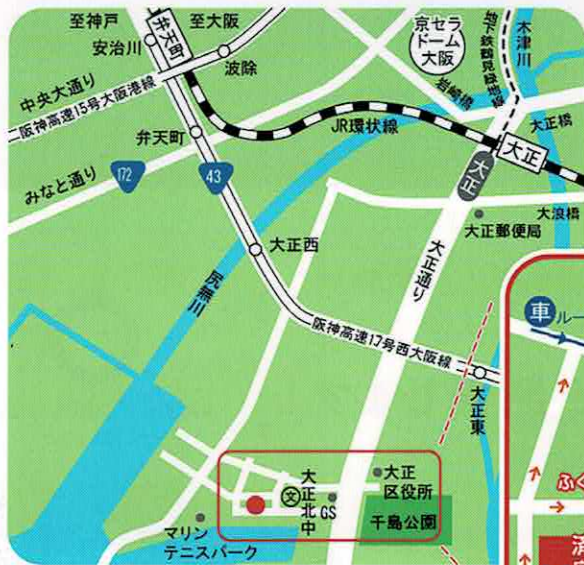 至神戸
至大阪
弁天町
安治川
波除
中央大通り
阪神高速15号大阪港線
弁天町
みなと通り
172
43
京セラ
ドーム
大阪
地下鉄鶴見緑地線
木津川
岩崎橋
大正橋
JR環状線
大正
大正
大浪橋
大正郵便局
大正西
尻無川
大正通り
阪神高速17号西大阪線
車
ルー
大正東
大正北中
文
GS
大正
区役所
千島公園
マリン
テニスパーク
ふく